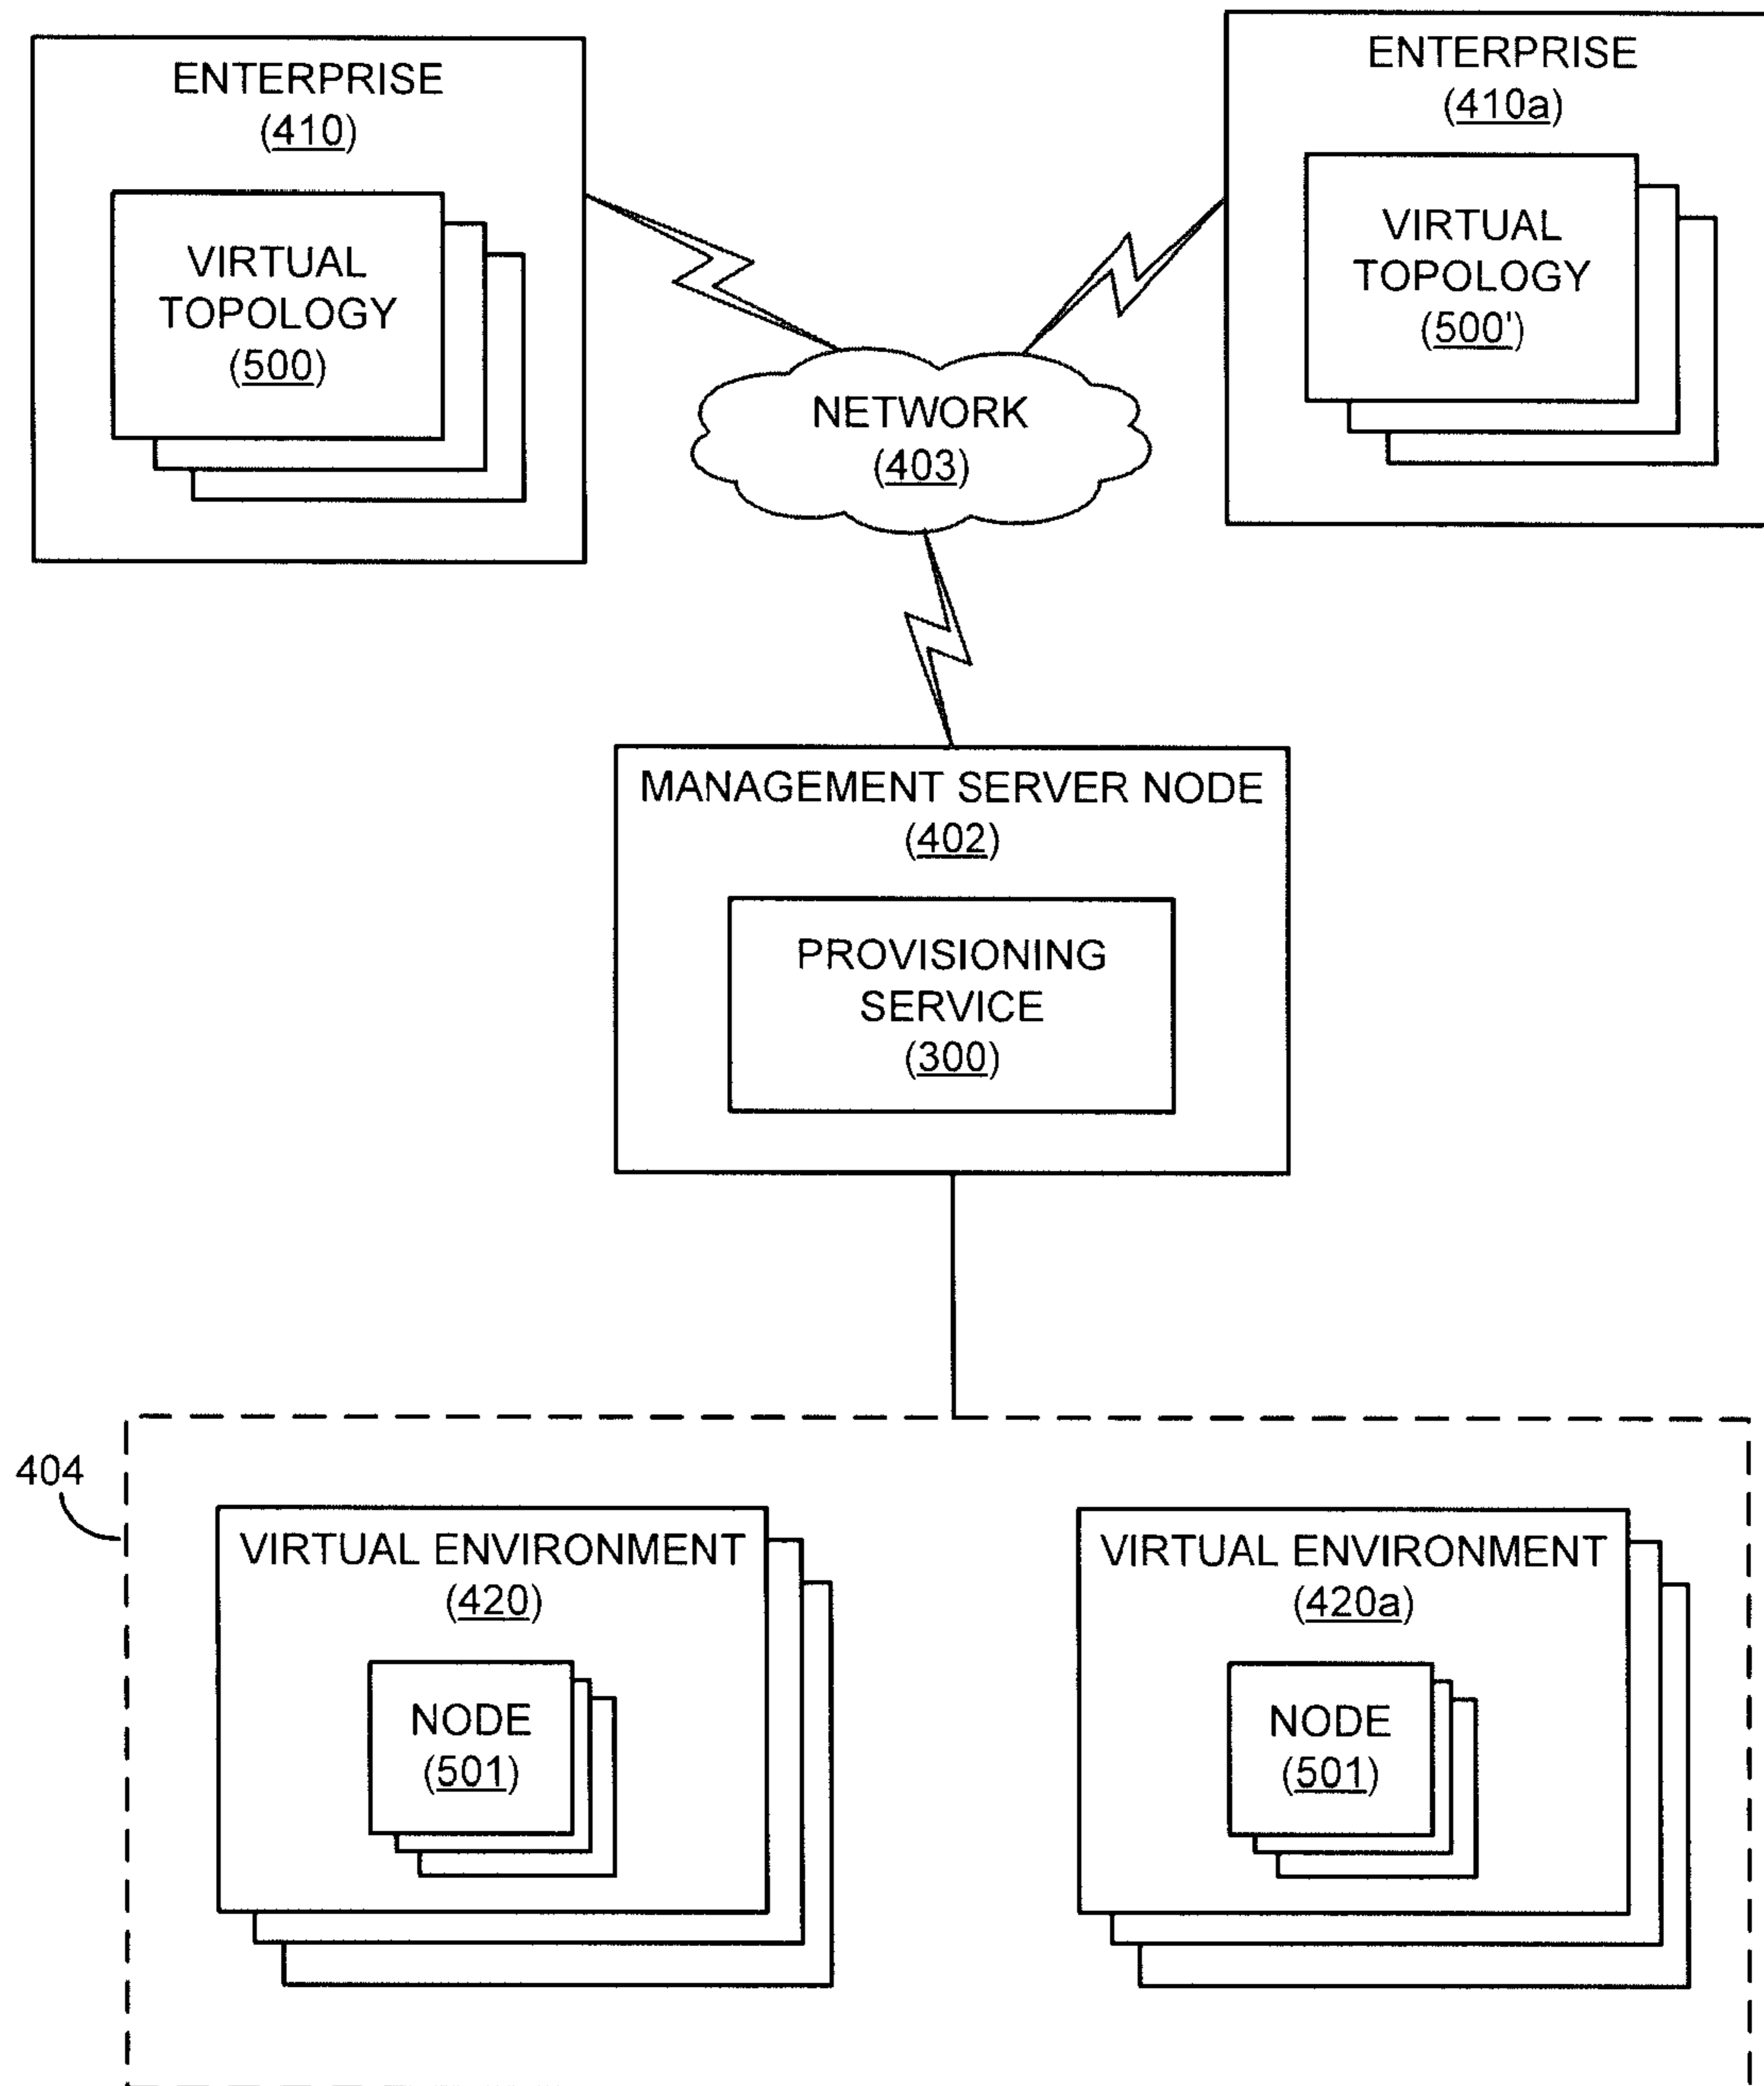 ENTERPRISE
(410)
VIRTUAL
TOPOLOGY
(500)
ENTERPRISE
(410a)
VIRTUAL
TOPOLOGY
(500')
NETWORK
(403)
MANAGEMENT SERVER NODE
(402)
PROVISIONING
SERVICE
(300)
404
VIRTUAL ENVIRONMENT
(420)
NODE
(501)
VIRTUAL ENVIRONMENT
(420a)
NODE
(501)